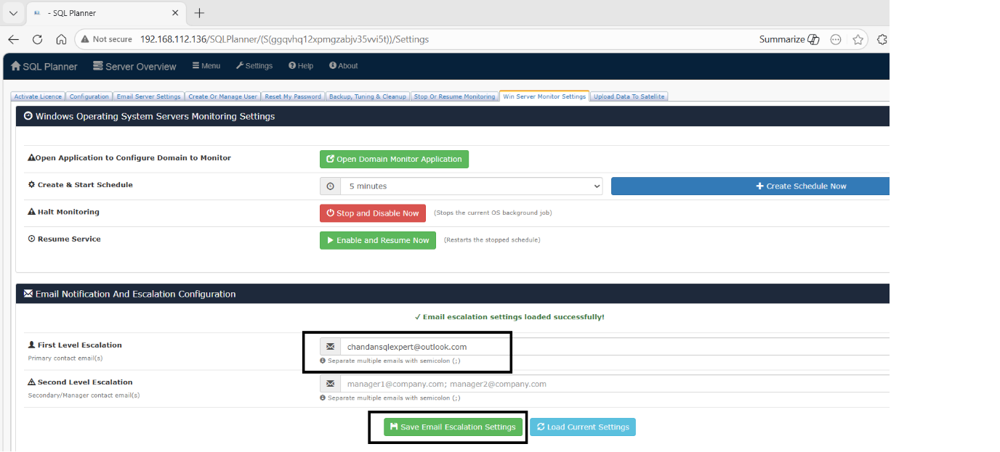 - SQL Planner
Not secure 192.168.112.136/SQLPlanner/(S(ggqvhq12xpmgzabjv35vvi5t))/Settings Summarize
SQL Planner Server Overview Menu Settings Help About
Activate Licence Configuration Email Server Settings Create Or Manage User Reset My Password Backup, Tuning & Cleanup Stop Or Resume Monitoring Win Server Monitor Settings Upload Data To Satellite
Windows Operating System Servers Monitoring Settings
Open Application to Configure Domain to Monitor Open Domain Monitor Application
Create & Start Schedule 5 minutes Create Schedule Now
Halt Monitoring Stop and Disable Now (Stops the current OS background job)
Resume Service Enable and Resume Now (Restarts the stopped schedule)
Email Notification And Escalation Configuration
✓ Email escalation settings loaded successfully!
First Level Escalation chandansqlexpert@outlook.com
Primary contact email(s) Separate multiple emails with semicolon (;)
Second Level Escalation manager1@company.com; manager2@company.com
Secondary/Manager contact email(s) Separate multiple emails with semicolon (;)
Save Email Escalation Settings Load Current Settings